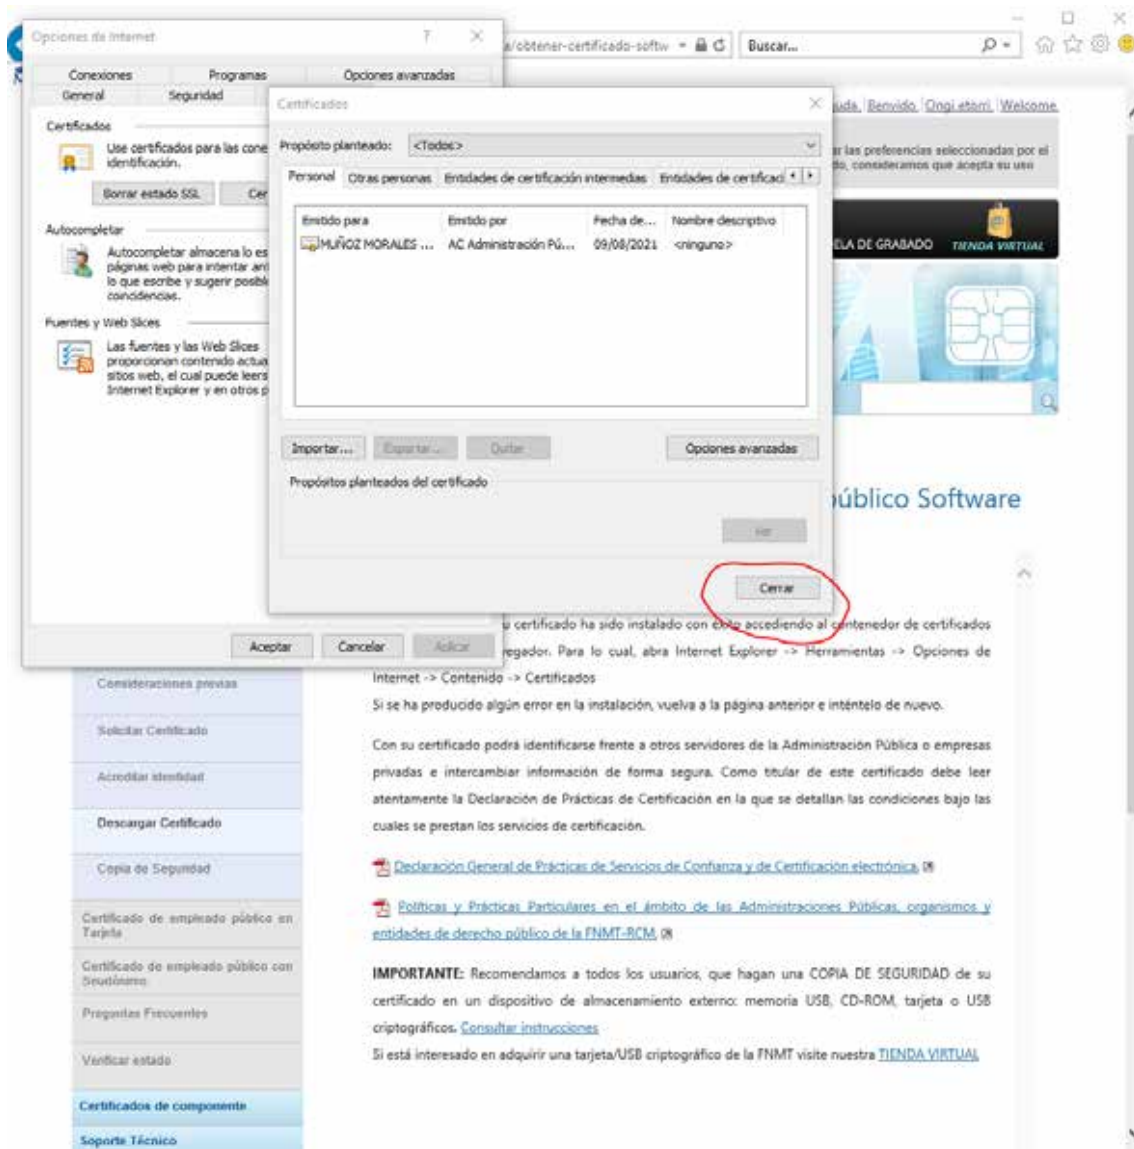 Opciones de Internet
?
a/obtener-certificado-softw
Buscar...
Conexiones Programas Opciones avanzadas
General Seguridad
Certificados
Use certificados para las cone
identificación.
Borrar estado SSL Cer
Autocompletar
Autocompletar almacena lo es
páginas web para intentar
lo que escribe y sugerir posibl
coincidencias.
Fuentes y Web Slices
Las fuentes y las Web Slices
proporcionan contenido actua
sitios web, el cual puede leers
Internet Explorer y en otros p
Aceptar Cancelar Aplicar
Certificados
Propósito planteado: <Todos>
Personal Otras personas Entidades de certificación intermedias Entidades de certificaci
Emitido para Emitido por Fecha de... Nombre descriptivo
MUÑOZ MORALES ... AC Administración Pú... 09/08/2021 <ninguno>
Importar... Exportar... Quitar Opciones avanzadas
Propósitos planteados del certificado
Ver
Cerrar
uda. Benvido. Ongi etorri. Welcome.
ar las preferencias seleccionadas por el
do, consideramos que acepta su uso
ELA DE GRABADO TIENDA VIRTUAL
público Software
u certificado ha sido instalado con éxito accediendo al contenedor de certificados
vegador. Para lo cual, abra Internet Explorer -> Herramientas -> Opciones de
Internet -> Contenido -> Certificados
Si se ha producido algún error en la instalación, vuelva a la página anterior e inténtelo de nuevo.
Con su certificado podrá identificarse frente a otros servidores de la Administración Pública o empresas
privadas e intercambiar información de forma segura. Como titular de este certificado debe leer
atentamente la Declaración de Prácticas de Certificación en la que se detallan las condiciones bajo las
cuales se prestan los servicios de certificación.
Declaración General de Prácticas de Servicios de Confianza y de Certificación electrónica.
Políticas y Prácticas Particulares en el ámbito de las Administraciones Públicas, organismos y
entidades de derecho público de la FNMT-RCM.
IMPORTANTE: Recomendamos a todos los usuarios, que hagan una COPIA DE SEGURIDAD de su
certificado en un dispositivo de almacenamiento externo: memoria USB, CD-ROM, tarjeta o USB
criptográficos. Consultar instrucciones
Si está interesado en adquirir una tarjeta/USB criptográfico de la FNMT visite nuestra TIENDA VIRTUAL
Consideraciones previas
Solicitar Certificado
Acreditar identidad
Descargar Certificado
Copia de Seguridad
Certificado de empleado público en
Tarjeta
Certificado de empleado público con
Seudónimo
Preguntas Frecuentes
Verificar estado
Certificados de componente
Soporte Técnico